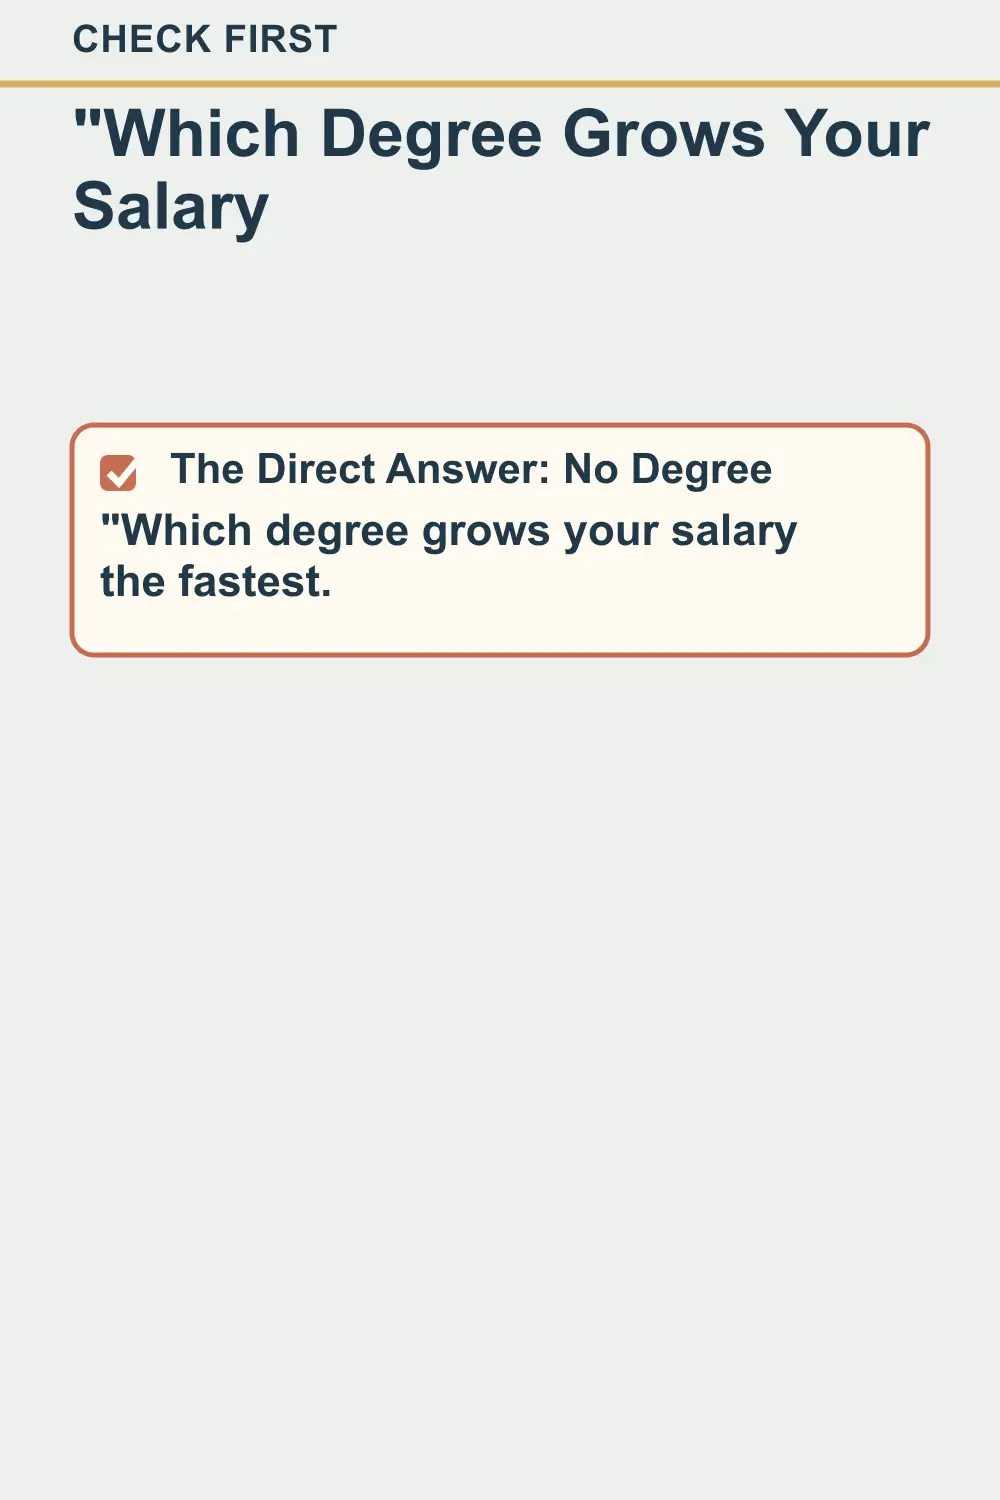 CHECK FIRST
"Which Degree Grows Your
Salary
The Direct Answer: No Degree
"Which degree grows your salary
the fastest.